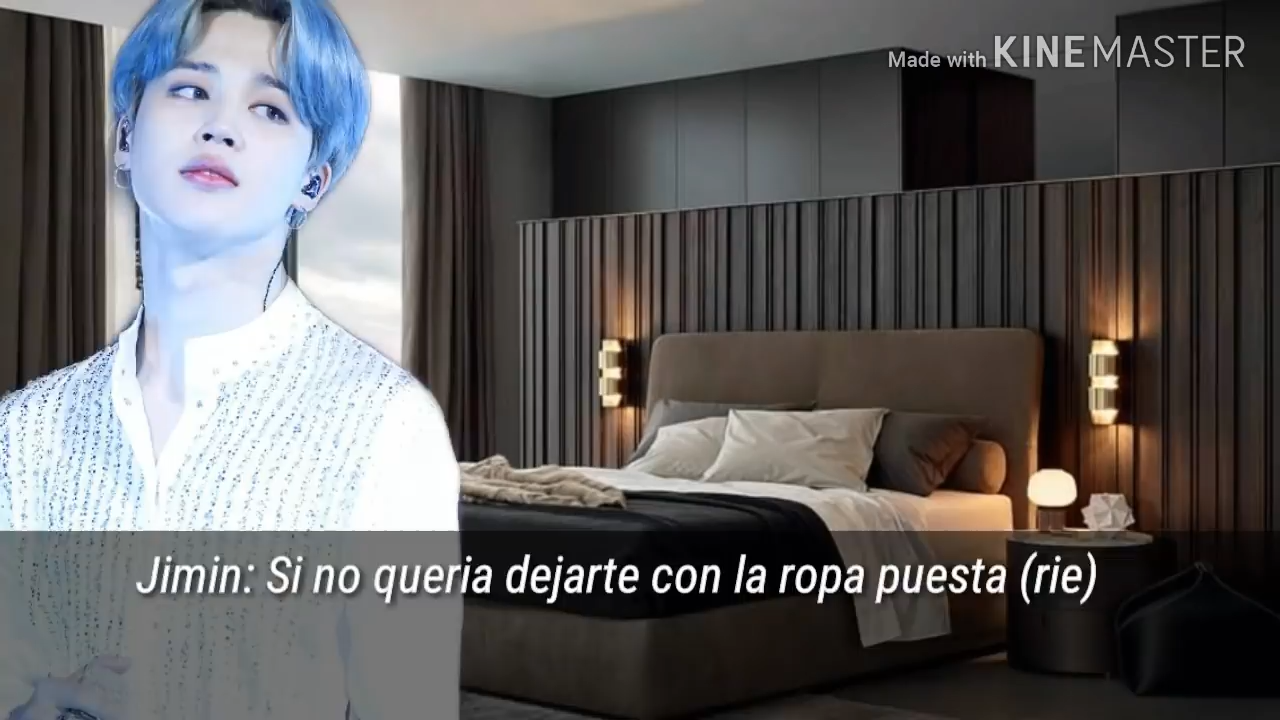 Made with KINEMASTER
Jimin: Si no queria dejarte con la ropa puesta (rie)